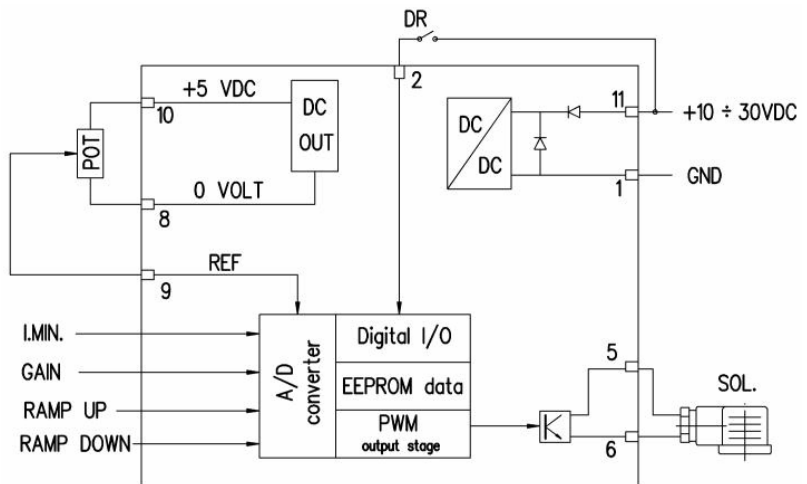 DR
2
+5 VDC
10
DC
OUT
POT
0 VOLT
8
DC
DC
11
+10 ÷ 30VDC
1
GND
REF
9
I.MIN.
GAIN
RAMP UP
RAMP DOWN
A/D
converter
Digital I/O
EEPROM data
PWM
output stage
5
6
SOL.